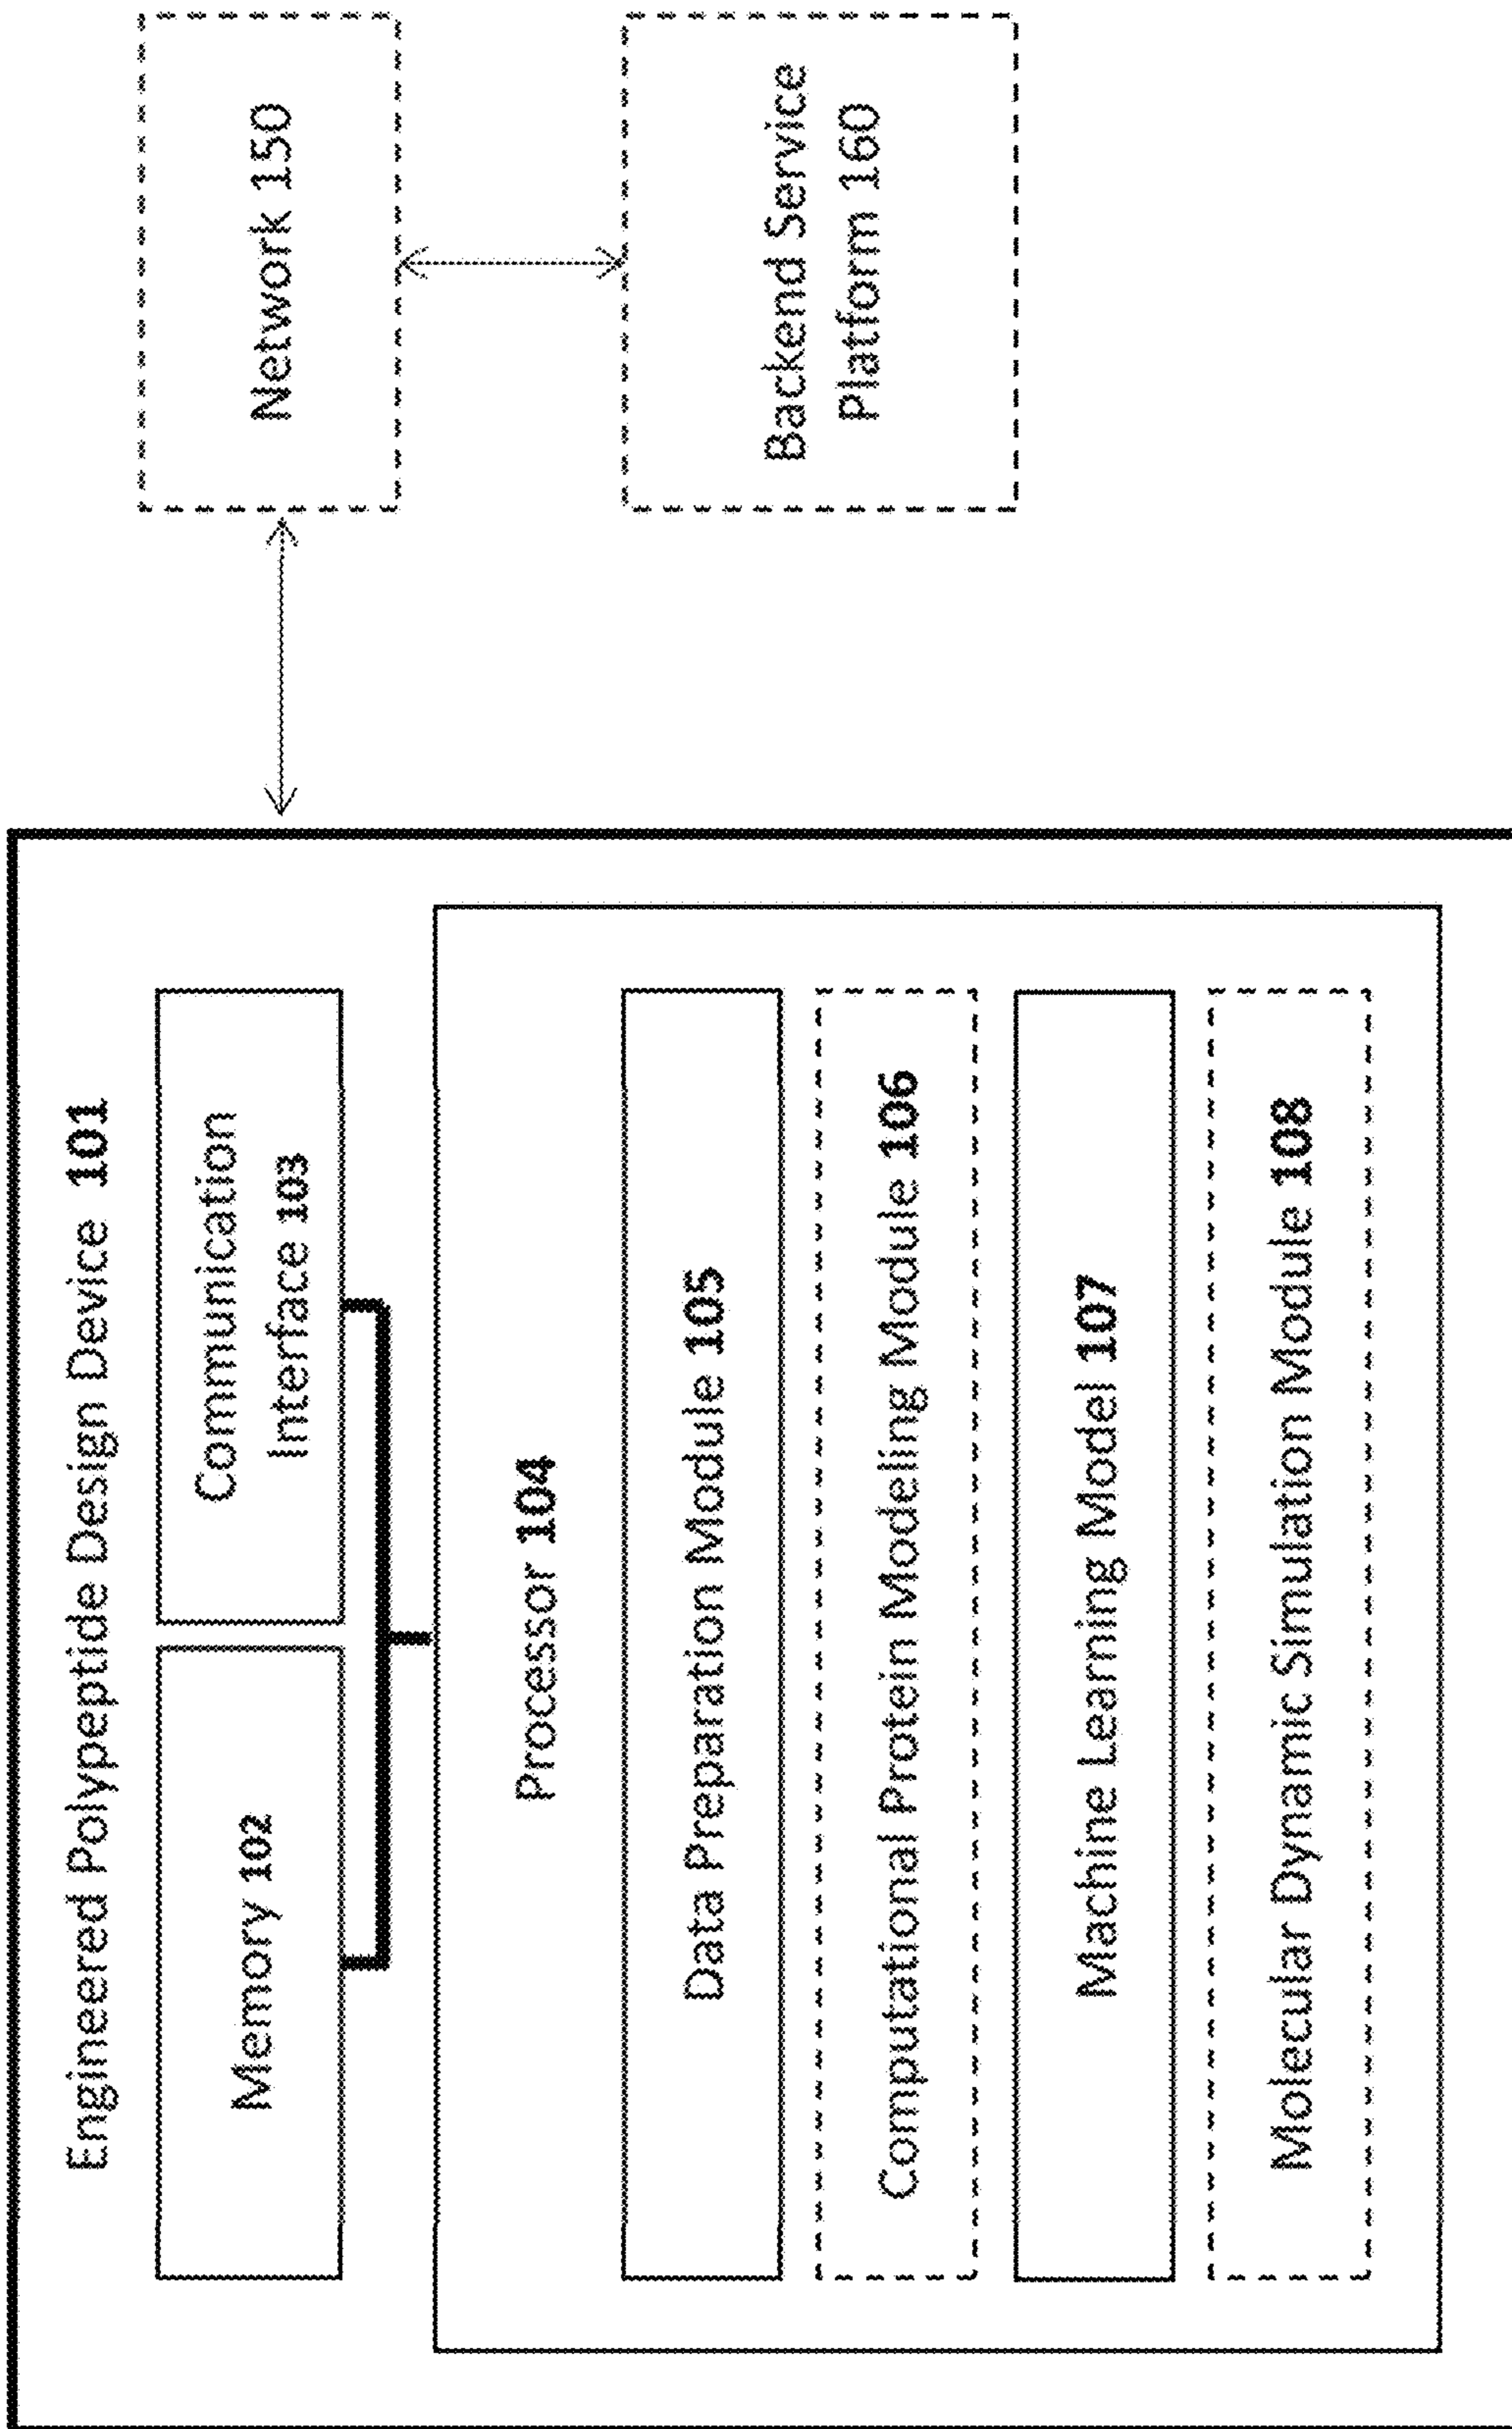 Engineered Polypeptide Design Device 101
Memory 102
Communication
Interface 103
Processor 104
Data Preparation Module 105
Computational Protein Modeling Module 106
Machine Learning Model 107
Molecular Dynamic Simulation Module 108
Network 150
Backend Service
Platform 160